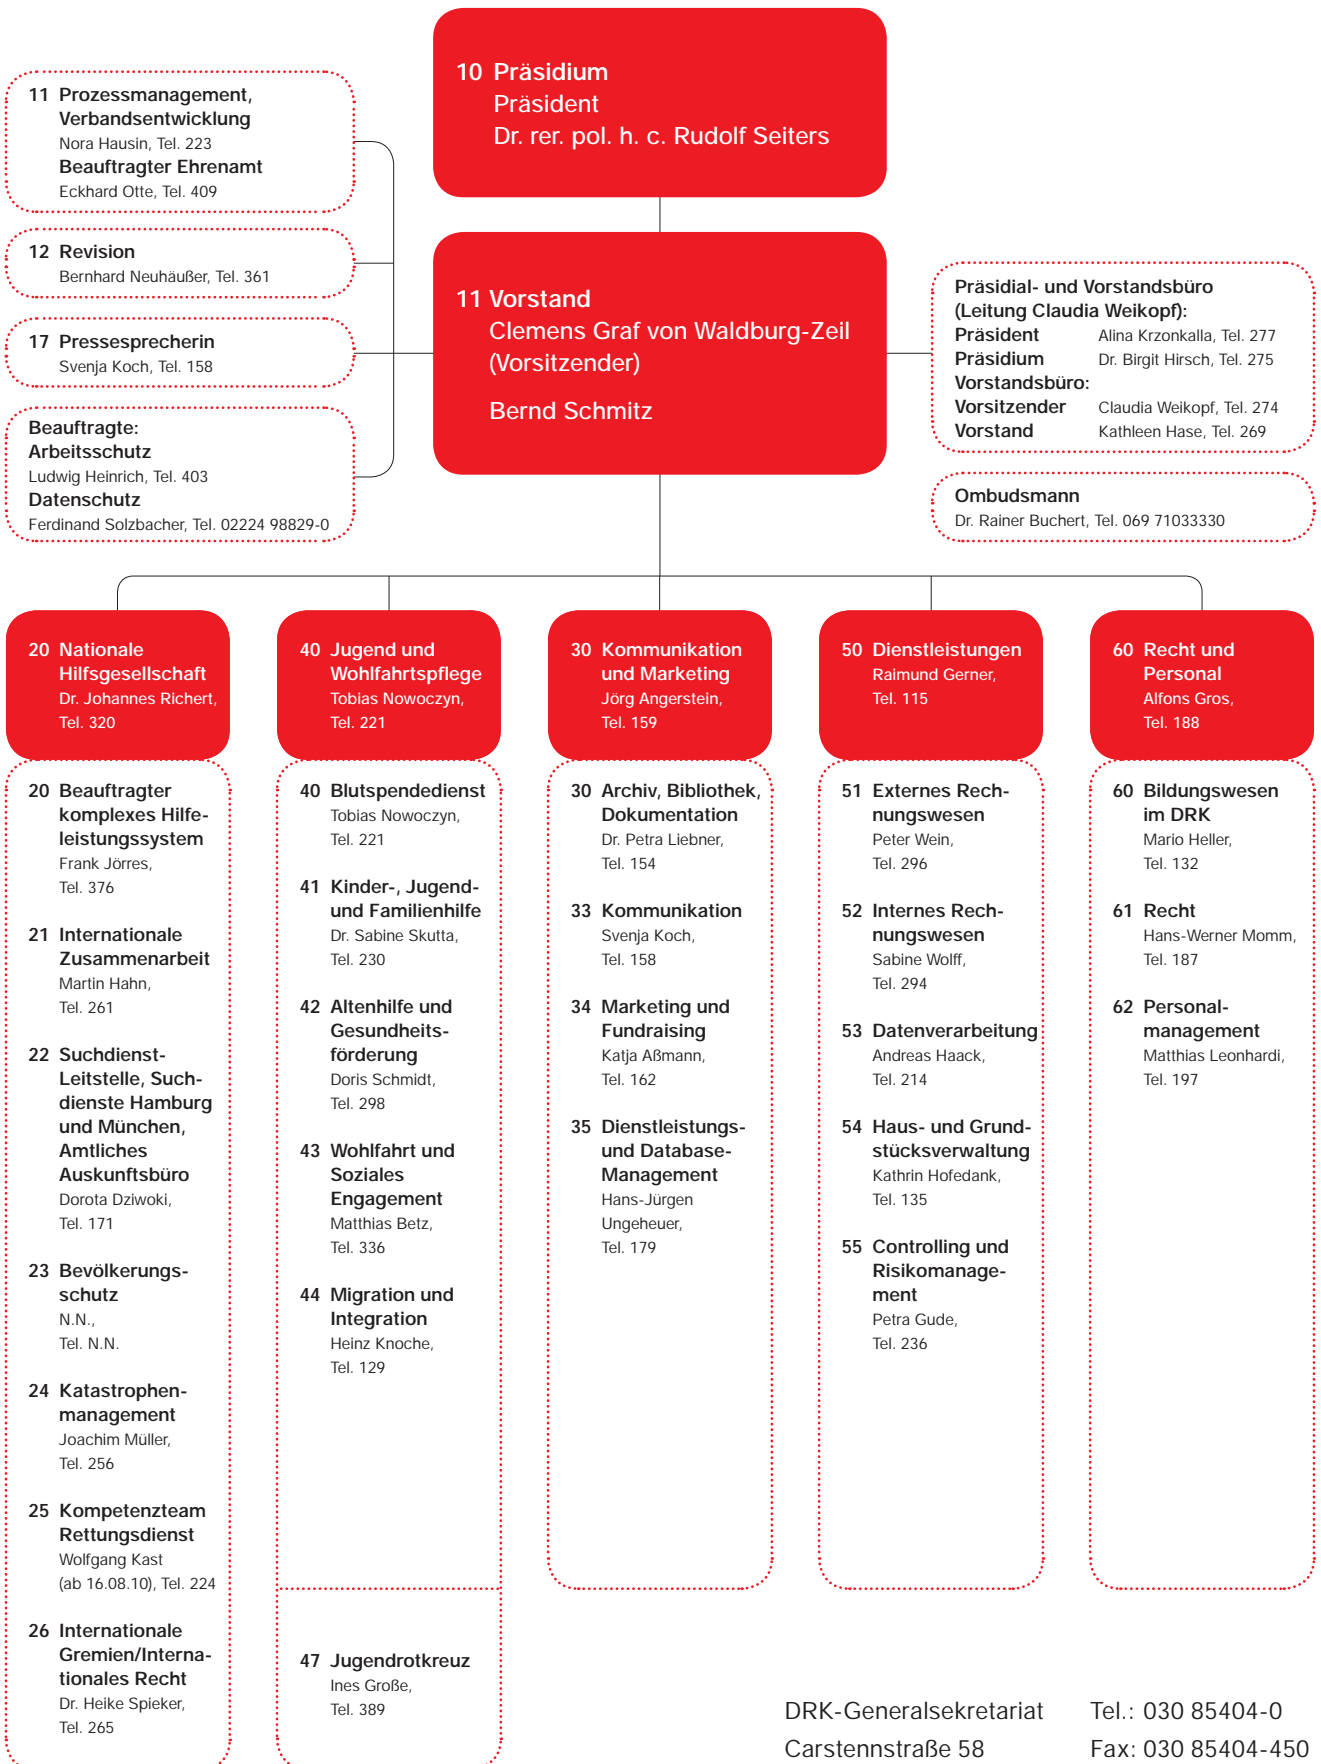 10 Präsidium
Präsident
Dr. rer. pol. h. c. Rudolf Seiters
11 Prozessmanagement,
Verbandsentwicklung
Nora Hausin, Tel. 223
Beauftragter Ehrenamt
Eckhard Otte, Tel. 409
12 Revision
Bernhard Neuhäußer, Tel. 361
17 Pressesprecherin
Svenja Koch, Tel. 158
Beauftragte:
Arbeitsschutz
Ludwig Heinrich, Tel. 403
Datenschutz
Ferdinand Solzbacher, Tel. 02224 98829-0
11 Vorstand
Clemens Graf von Waldburg-Zeil
(Vorsitzender)
Bernd Schmitz
Präsidial- und Vorstandsbüro
(Leitung Claudia Weikopf):
Präsident Alina Krzonkalla, Tel. 277
Präsidium Dr. Birgit Hirsch, Tel. 275
Vorstandsbüro:
Vorsitzender Claudia Weikopf, Tel. 274
Vorstand Kathleen Hase, Tel. 269
Ombudsmann
Dr. Rainer Buchert, Tel. 069 71033330
20 Nationale
Hilfsgesellschaft
Dr. Johannes Richert,
Tel. 320
20 Beauftragter
komplexes Hilfe-
leistungssystem
Frank Jörres,
Tel. 376
21 Internationale
Zusammenarbeit
Martin Hahn,
Tel. 261
22 Suchdienst-
Leitstelle, Such-
dienste Hamburg
und München,
Amtliches
Auskunftsbüro
Dorota Dziwoki,
Tel. 171
23 Bevölkerungs-
schutz
N.N.,
Tel. N.N.
24 Katastrophen-
management
Joachim Müller,
Tel. 256
25 Kompetenzteam
Rettungsdienst
Wolfgang Kast
(ab 16.08.10), Tel. 224
26 Internationale
Gremien/Interna-
tionales Recht
Dr. Heike Spieker,
Tel. 265
40 Jugend und
Wohlfahrtspflege
Tobias Nowoczyn,
Tel. 221
40 Blutspendedienst
Tobias Nowoczyn,
Tel. 221
41 Kinder-, Jugend-
und Familienhilfe
Dr. Sabine Skutta,
Tel. 230
42 Altenhilfe und
Gesundheits-
förderung
Doris Schmidt,
Tel. 298
43 Wohlfahrt und
Soziales
Engagement
Matthias Betz,
Tel. 336
44 Migration und
Integration
Heinz Knoche,
Tel. 129
47 Jugendrotkreuz
Ines Große,
Tel. 389
30 Kommunikation
und Marketing
Jörg Angerstein,
Tel. 159
30 Archiv, Bibliothek,
Dokumentation
Dr. Petra Liebner,
Tel. 154
33 Kommunikation
Svenja Koch,
Tel. 158
34 Marketing und
Fundraising
Katja Aßmann,
Tel. 162
35 Dienstleistungs-
und Database-
Management
Hans-Jürgen
Ungeheuer,
Tel. 179
50 Dienstleistungen
Raimund Gerner,
Tel. 115
51 Externes Rech-
nungswesen
Peter Wein,
Tel. 296
52 Internes Rech-
nungswesen
Sabine Wolff,
Tel. 294
53 Datenverarbeitung
Andreas Haack,
Tel. 214
54 Haus- und Grund-
stücksverwaltung
Kathrin Hofedank,
Tel. 135
55 Controlling und
Risikomanage-
ment
Petra Gude,
Tel. 236
60 Recht und
Personal
Alfons Gros,
Tel. 188
60 Bildungswesen
im DRK
Mario Heller,
Tel. 132
61 Recht
Hans-Werner Momm,
Tel. 187
62 Personal-
management
Matthias Leonhardi,
Tel. 197
DRK-Generalsekretariat Tel.: 030 85404-0
Carstennstraße 58 Fax: 030 85404-450